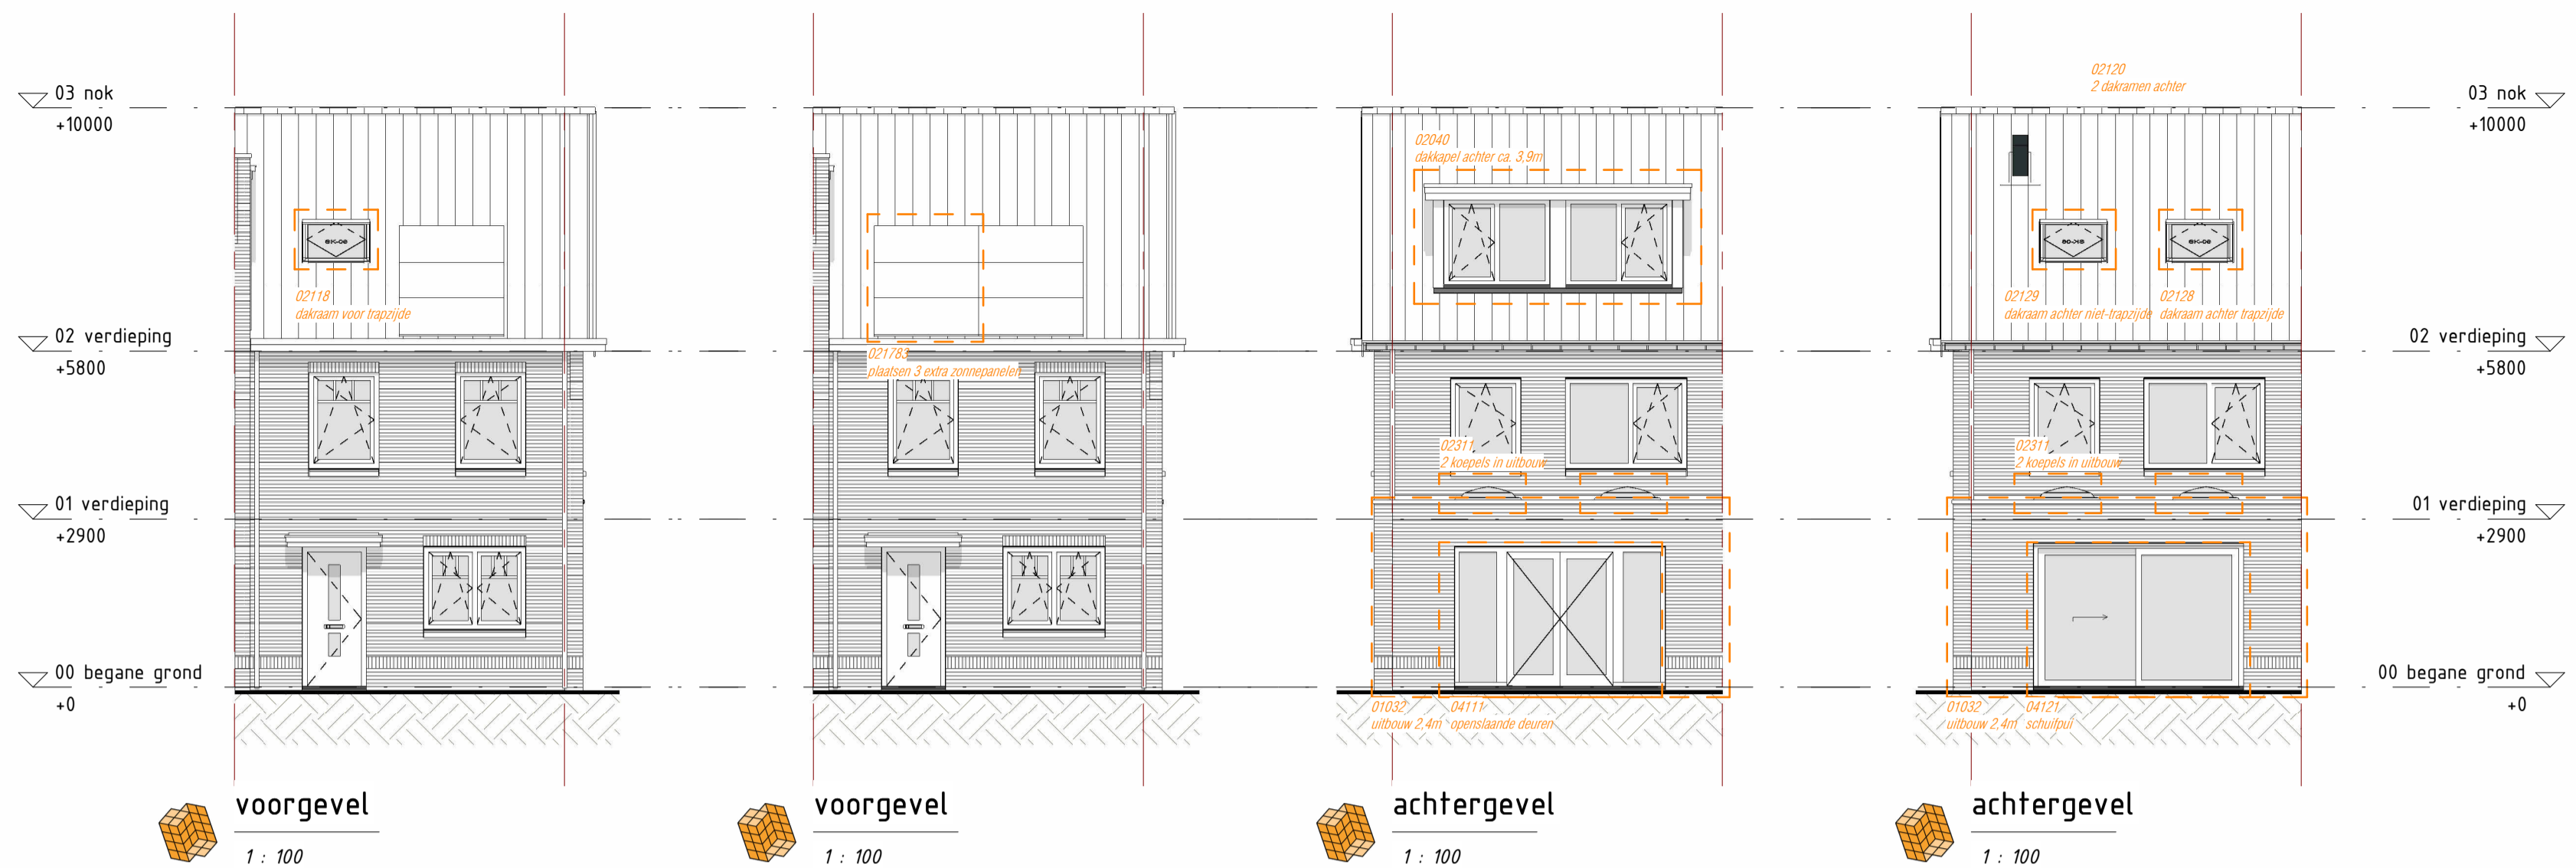 02120
2 dakramen achter
03 nok
+10000
03 nok
+10000
02040
dakkapel achter ca. 3,9m
02118
dakraam voor trapzijde
02129
dakraam achter niet-trapzijde
02128
dakraam achter trapzijde
02 verdieping
+5800
021783
plaatsen 3 extra zonnepanelen
02 verdieping
+5800
02311
2 koepels in uitbouw
02311
2 koepels in uitbouw
01 verdieping
+2900
01 verdieping
+2900
00 begane grond
+0
00 begane grond
+0
01032
uitbouw 2,4m
04111
openslaande deuren
01032
uitbouw 2,4m
04121
schuifpui
voorgevel
1 : 100
voorgevel
1 : 100
achtergevel
1 : 100
achtergevel
1 : 100